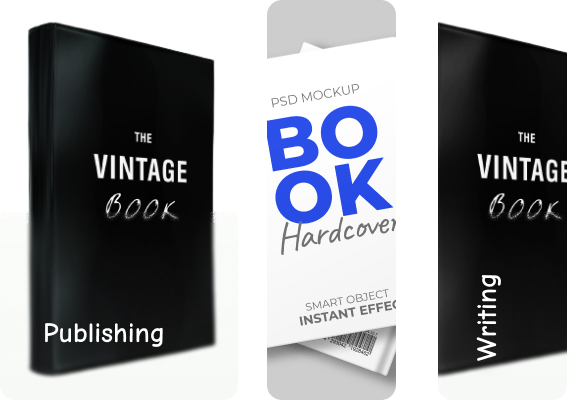 THE
VINTAGE
BOOK
Publishing
PSD MOCKUP
BO
OK
Hardcover
SMART OBJECT
INSTANT EFFEC
THE
VINTAGE
BOOK
Writing